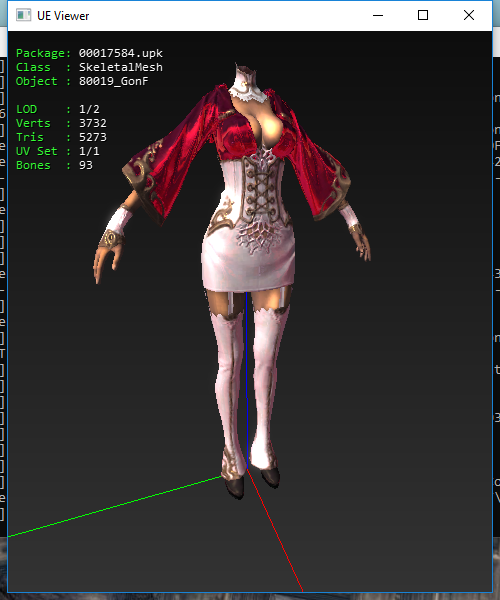 UE Viewer
Package: 00017584.upk
Class : SkeletalMesh
Object : 80019_GonF
LOD : 1/2
Verts : 3732
Tris : 5273
UV Set : 1/1
Bones : 93